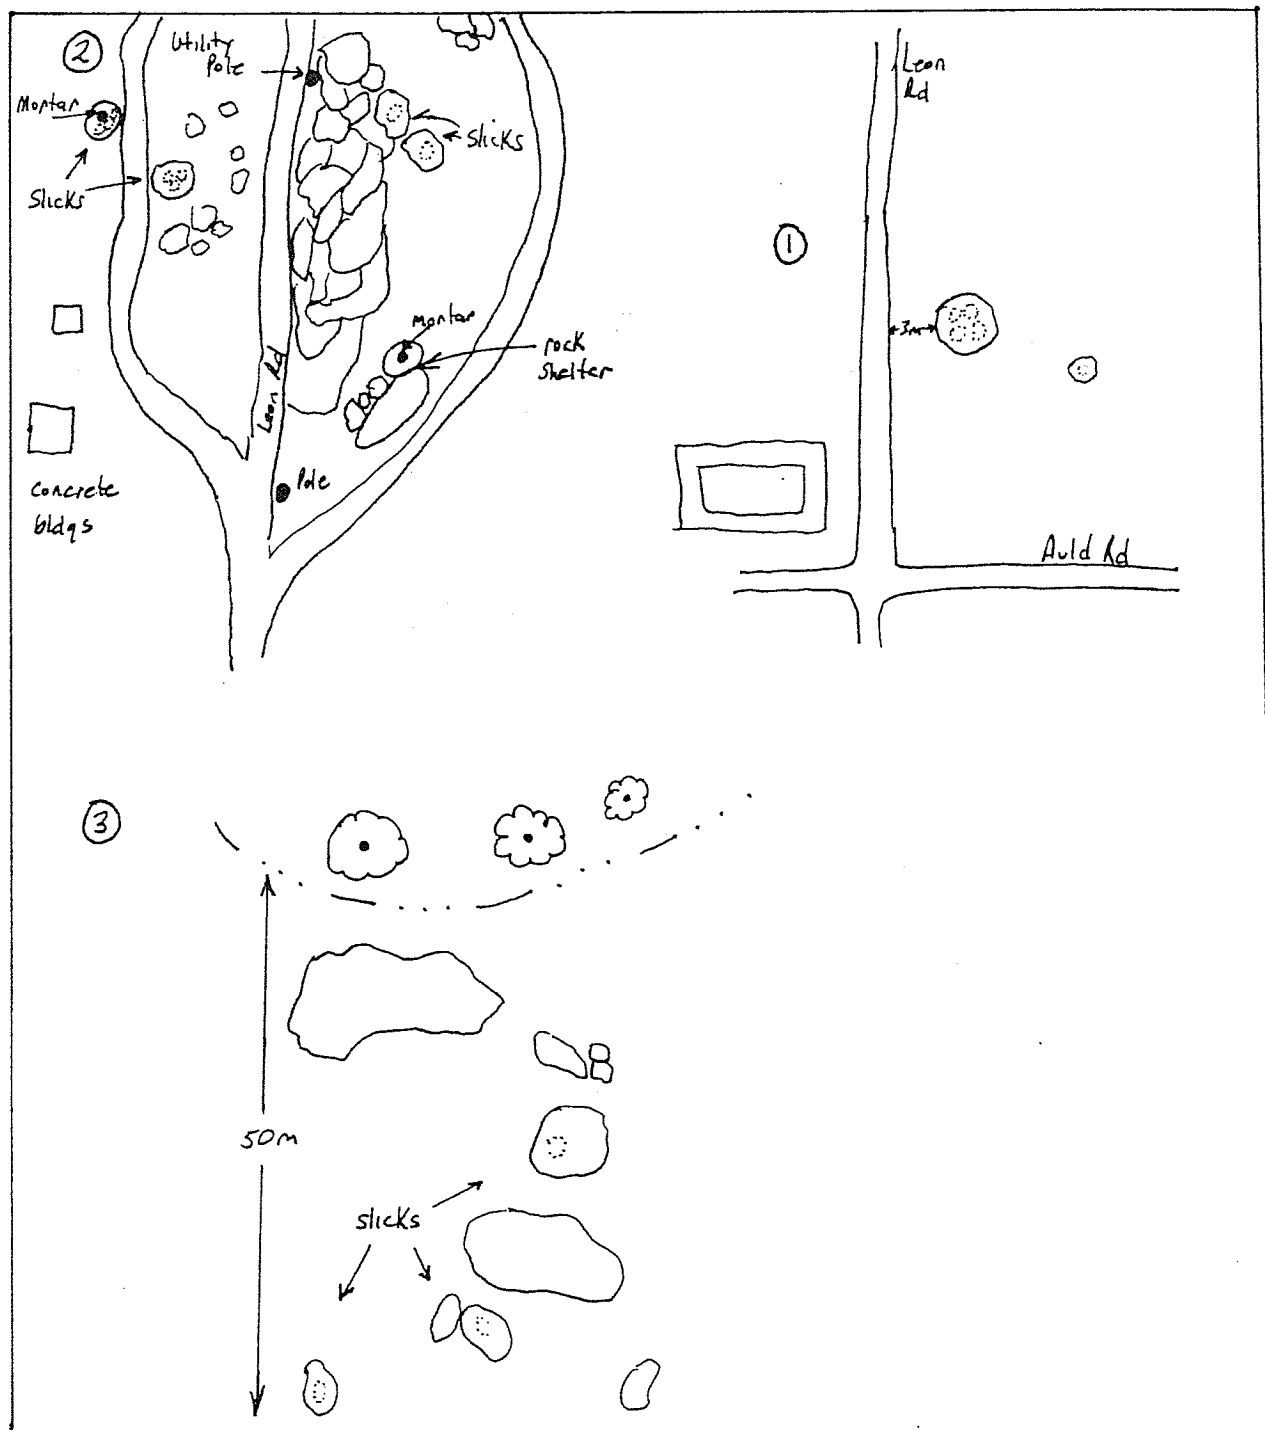 2
Utility
Pole
Mortar
Slicks
Slicks
Mortar
rock
Shelter
Leon Rd
Pole
Concrete
bldgs
1
Leon
Rd
3m
Auld Rd
3
50m
slicks